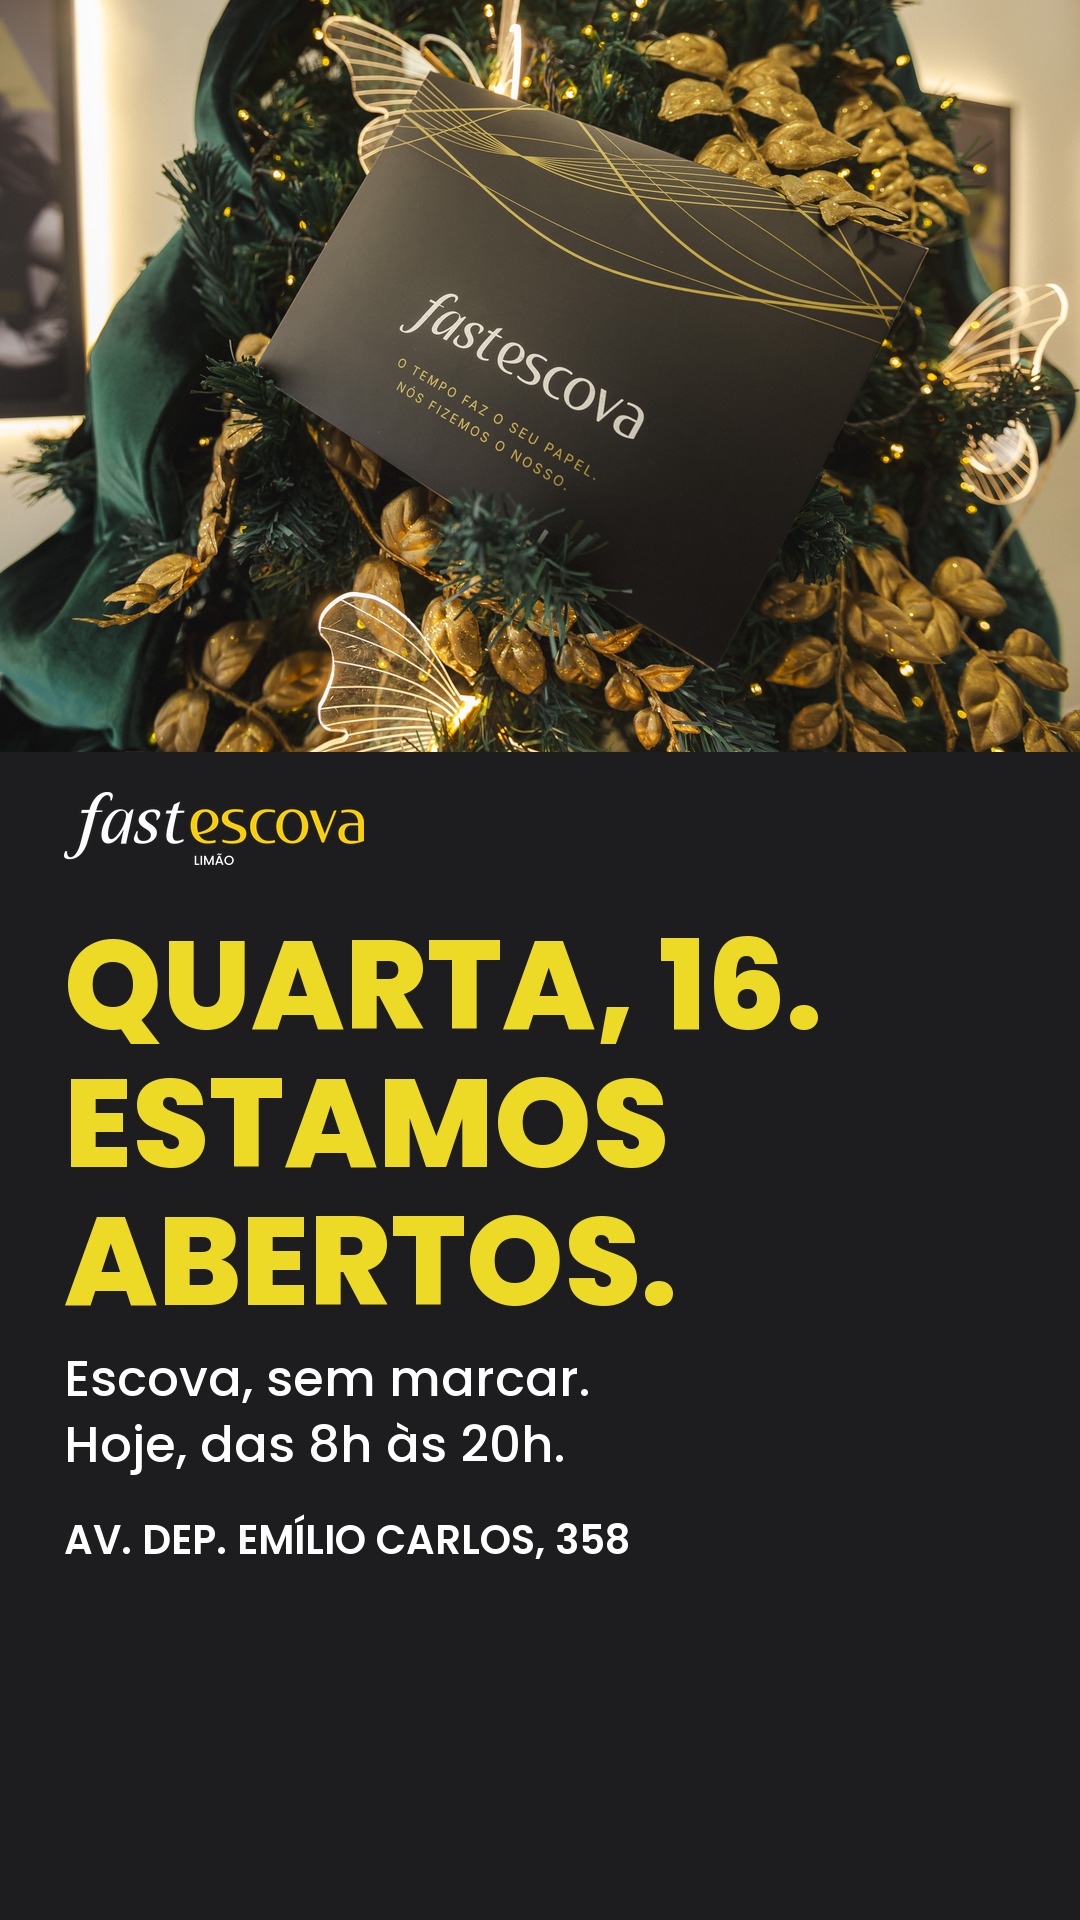 fastescova
O TEMPO FAZ O SEU PAPEL.
NÓS FIZEMOS O NOSSO.
fastescova
LIMÃO
QUARTA, 16.
ESTAMOS
ABERTOS.
Escova, sem marcar.
Hoje, das 8h às 20h.
AV. DEP. EMÍLIO CARLOS, 358